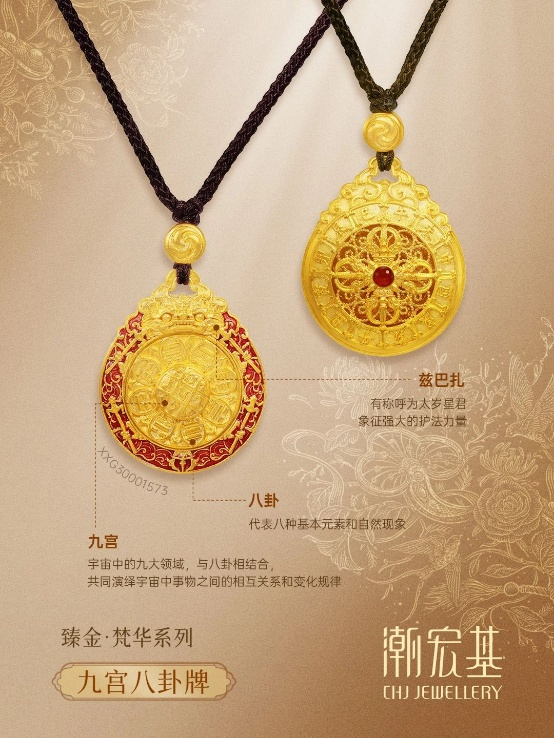 兹巴扎
有称呼为太岁星君
象征强大的护法力量
XXG30001573
八卦
代表八种基本元素和自然现象
九宫
宇宙中的九大领域，与八卦相结合，
共同演绎宇宙中事物之间的相互关系和变化规律
臻金·梵华系列
九宫八卦牌
潮宏基
CHJ JEWELLERY